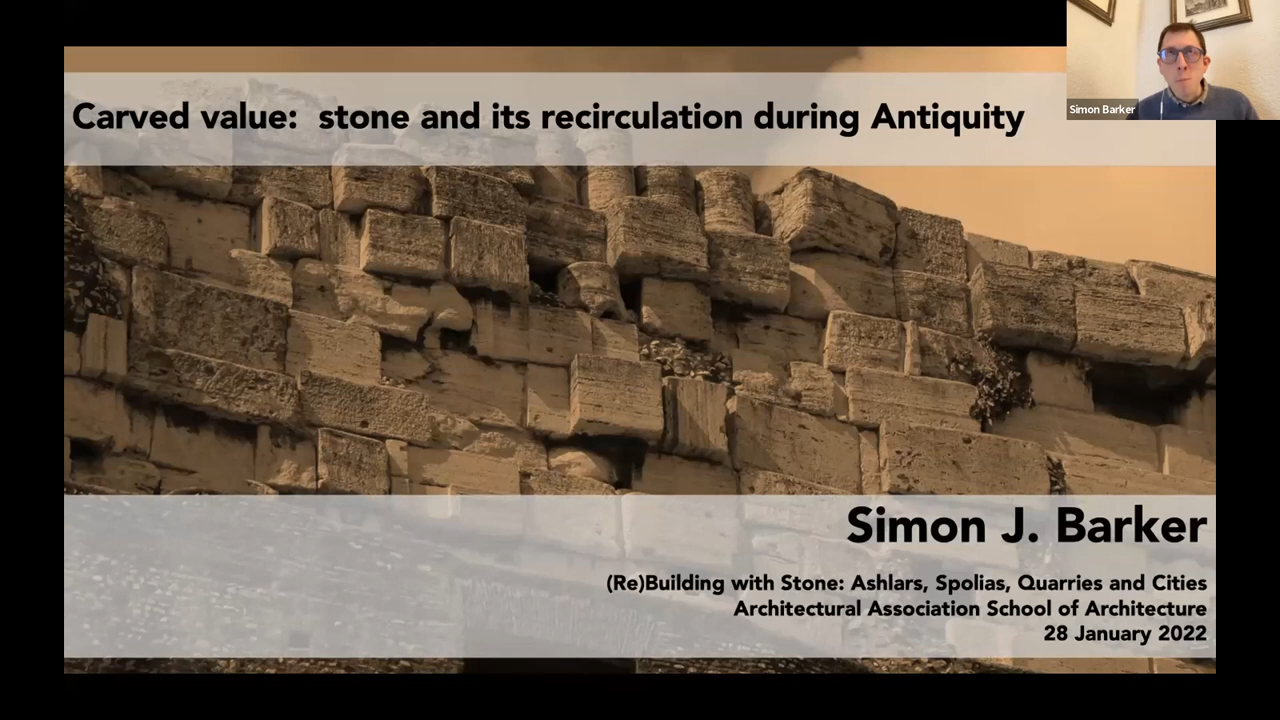 Carved value:  stone and its recirculation during Antiquity
Simon Barker
Simon J. Barker
(Re)Building with Stone: Ashlars, Spolias, Quarries and Cities
Architectural Association School of Architecture
28 January 2022